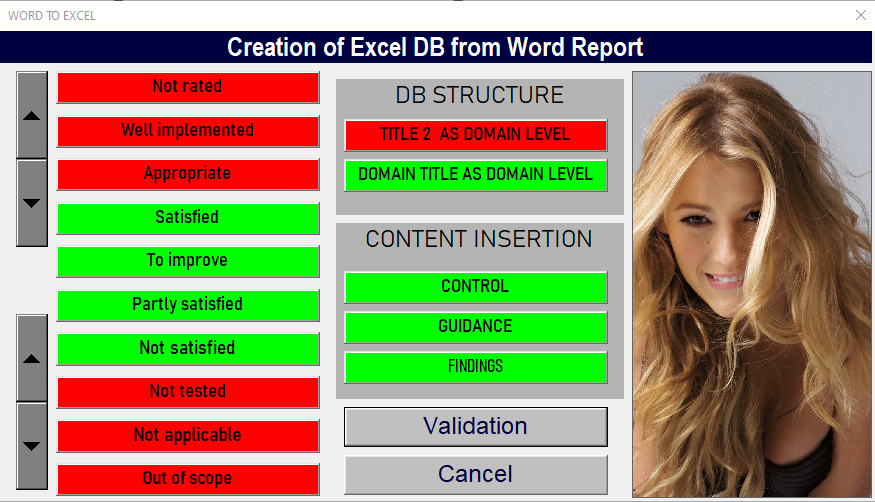 WORD TO EXCEL
Creation of Excel DB from Word Report
Not rated
Well implemented
Appropriate
Satisfied
To improve
Partly satisfied
Not satisfied
Not tested
Not applicable
Out of scope
DB STRUCTURE
TITLE 2 AS DOMAIN LEVEL
DOMAIN TITLE AS DOMAIN LEVEL
CONTENT INSERTION
CONTROL
GUIDANCE
FINDINGS
Validation
Cancel